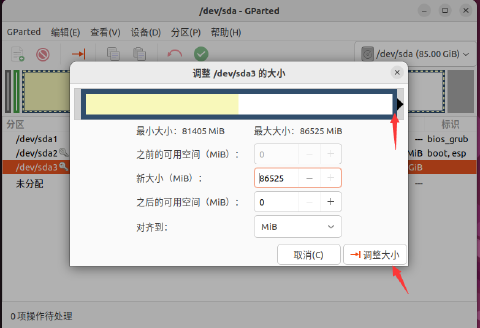 /dev/sda - GParted
GParted 编辑(E) 查看(V) 设备(D) 分区(P) 帮助(H)
/dev/sda (85.00 GiB)
调整 /dev/sda3 的大小
最小大小：81405 MiB 最大大小：86525 MiB
之前的可用空间（MiB）： 0
新大小（MiB）： 86525
之后的可用空间（MiB）： 0
对齐到： MiB
取消(C) 调整大小
分区 标识
/dev/sda1 — bios_grub
/dev/sda2 MiB boot, esp
/dev/sda3 GiB
未分配 —
0 项操作待处理